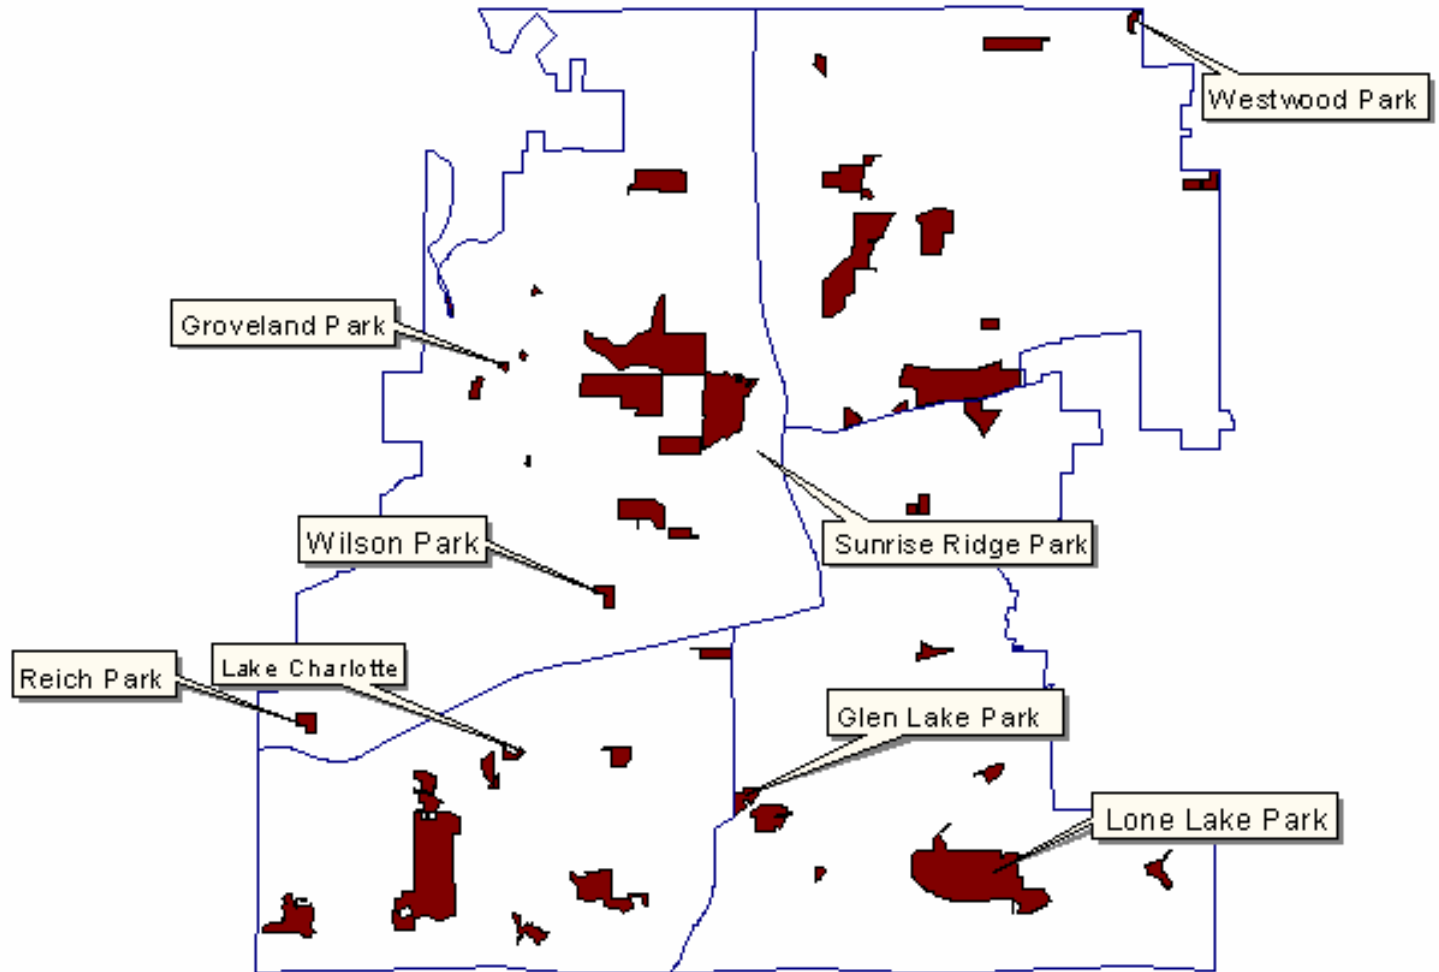 Westwood Park
Groveland Park
Wilson Park
Sunrise Ridge Park
Lake Charlotte
Reich Park
Glen Lake Park
Lone Lake Park